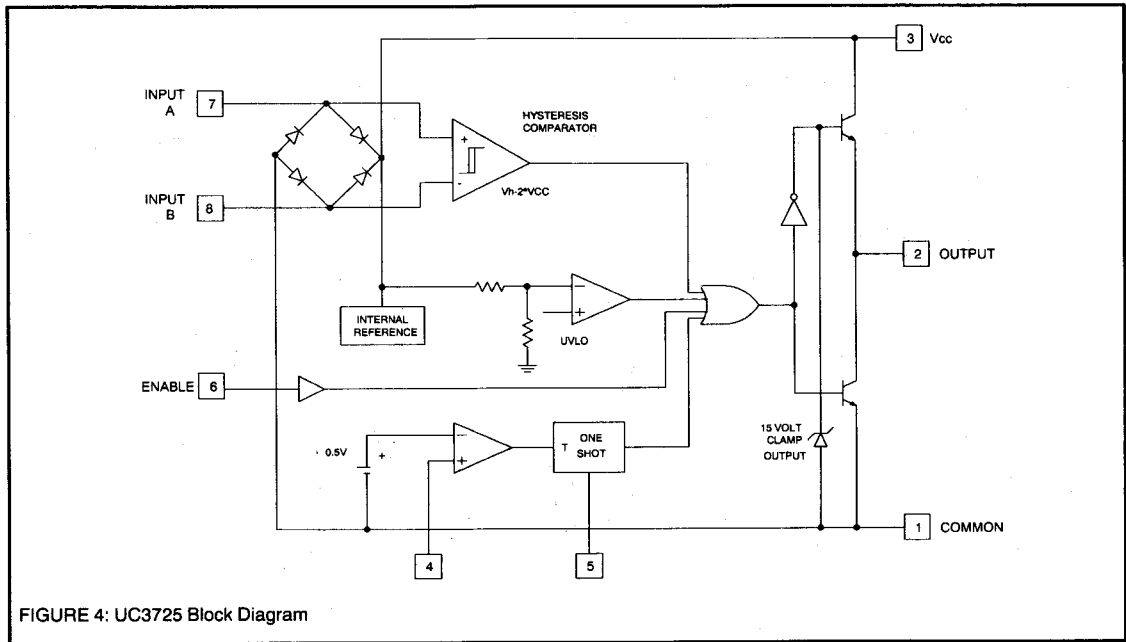 3 Vcc
INPUT
A
7
HYSTERESIS
COMPARATOR
+
-
Vh-2*VCC
INPUT
B
8
2 OUTPUT
INTERNAL
REFERENCE
−
+
UVLO
ENABLE 6
0.5V
+
−
+
T ONE
SHOT
15 VOLT
CLAMP
OUTPUT
1 COMMON
4
5
FIGURE 4: UC3725 Block Diagram